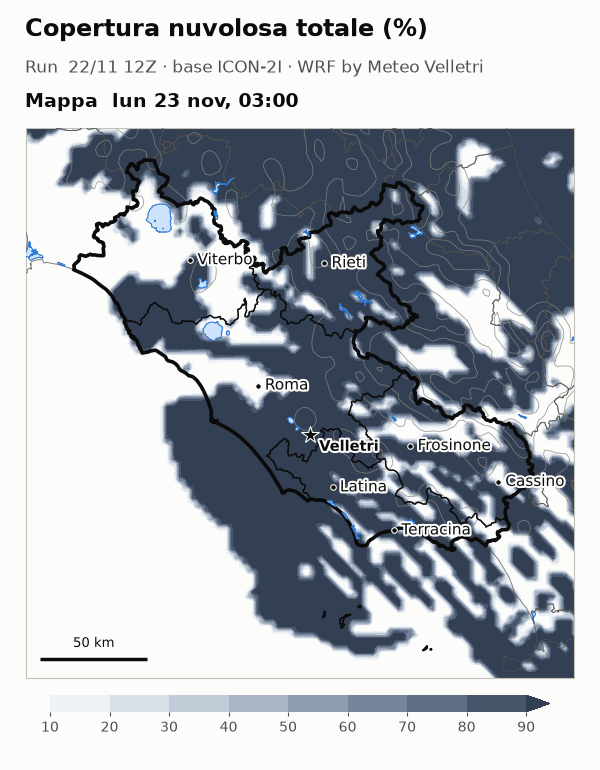 Copertura nuvolosa totale (%)
Run  22/11 12Z · base ICON-2I · WRF by Meteo Velletri
Mappa  lun 23 nov, 03:00
Viterbo
Rieti
Roma
Velletri
Frosinone
Latina
Cassino
Terracina
50 km
10 20 30 40 50 60 70 80 90